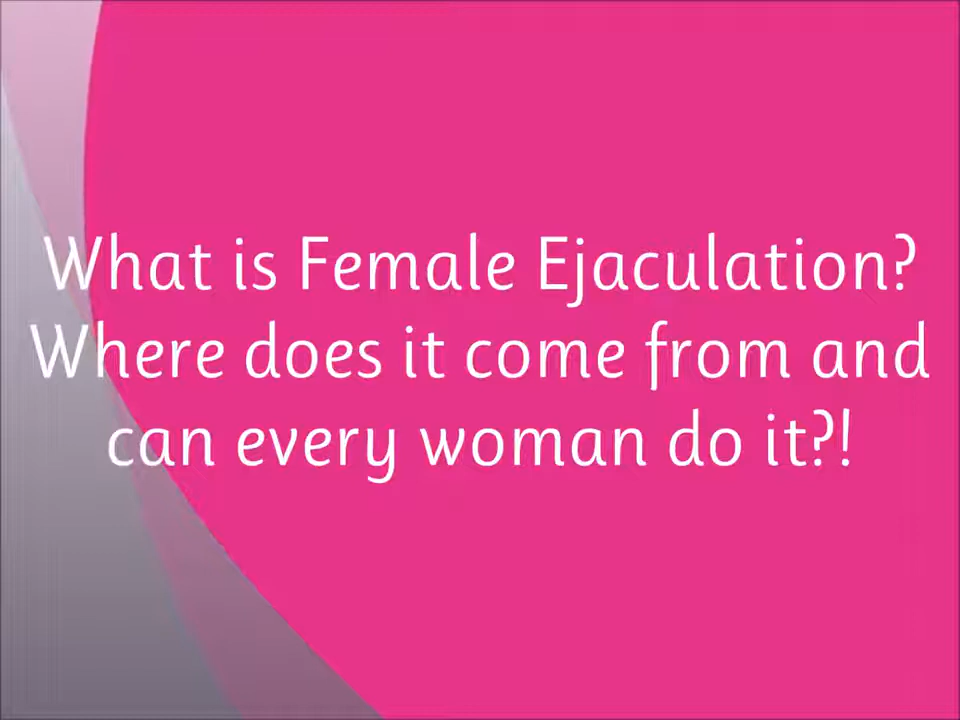 What is Female Ejaculation?
Where does it come from and
can every woman do it?!